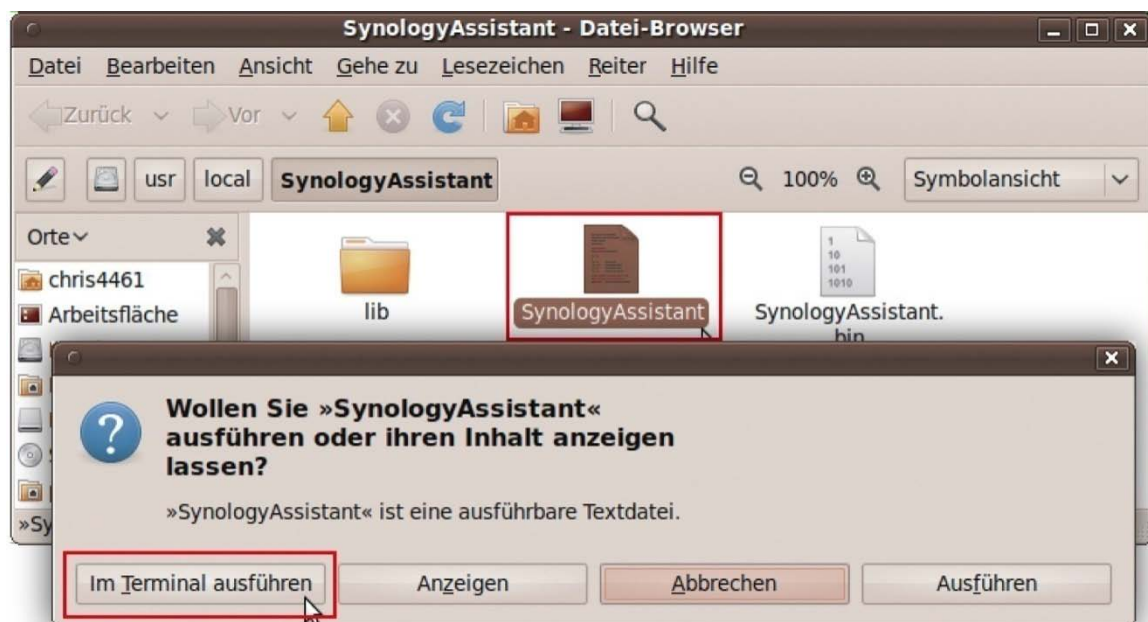 SynologyAssistant - Datei-Browser
Datei Bearbeiten Ansicht Gehe zu Lesezeichen Reiter Hilfe
Zurück Vor
usr local SynologyAssistant 100% Symbolansicht
Orte
chris4461
Arbeitsfläche
lib
SynologyAssistant
1
10
101
1010
SynologyAssistant.
bin
»Sy
Wollen Sie »SynologyAssistant«
ausführen oder ihren Inhalt anzeigen
lassen?
»SynologyAssistant« ist eine ausführbare Textdatei.
Im Terminal ausführen Anzeigen Abbrechen Ausführen